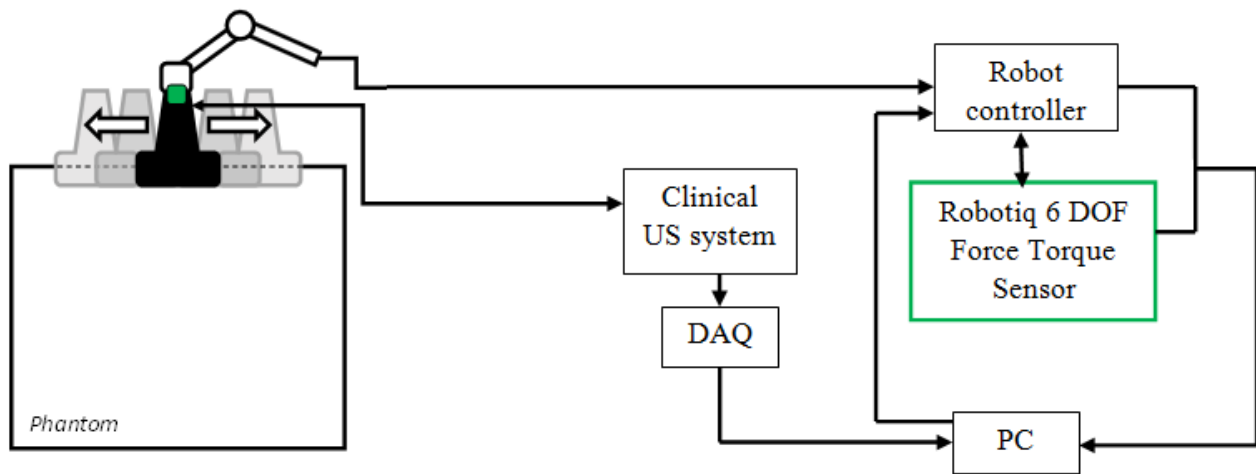 Robot
controller
Clinical
US system
Robotiq 6 DOF
Force Torque
Sensor
DAQ
Phantom
PC